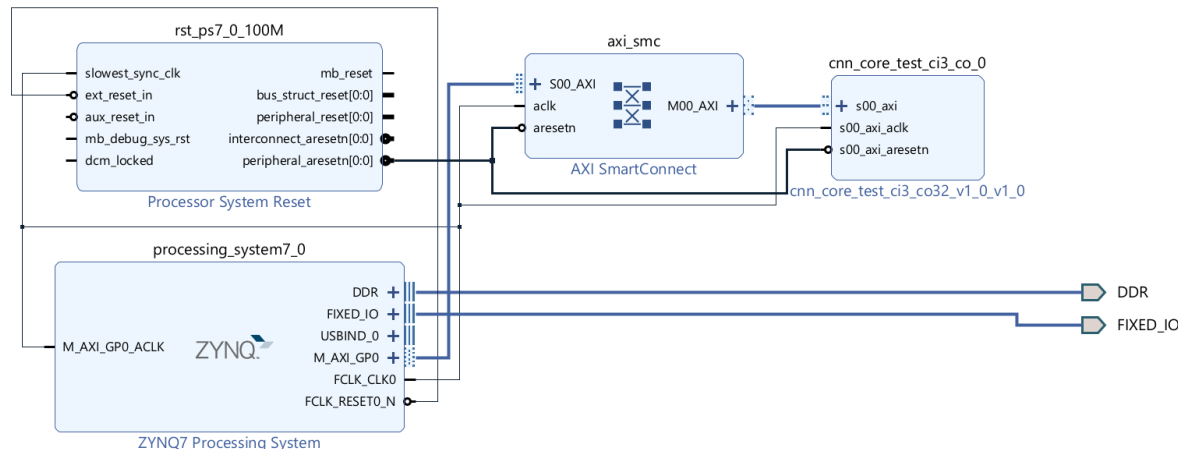 rst_ps7_0_100M
slowest_sync_clk
ext_reset_in
aux_reset_in
mb_debug_sys_rst
dcm_locked
mb_reset
bus_struct_reset[0:0]
peripheral_reset[0:0]
interconnect_aresetn[0:0]
peripheral_aresetn[0:0]
Processor System Reset
axi_smc
S00_AXI
aclk
aresetn
M00_AXI
AXI SmartConnect
cnn_core_test_ci3_co_0
s00_axi
s00_axi_aclk
s00_axi_aresetn
cnn_core_test_ci3_co32_v1_0_v1_0
processing_system7_0
M_AXI_GP0_ACLK
ZYNQ
DDR
FIXED_IO
USBIND_0
M_AXI_GP0
FCLK_CLK0
FCLK_RESET0_N
ZYNQ7 Processing System
DDR
FIXED_IO